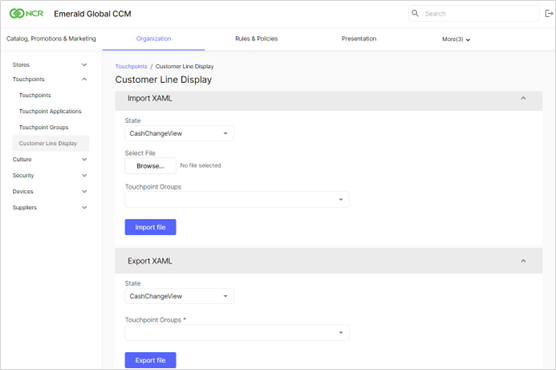 NCR Emerald Global CCM Search
Catalog, Promotions & Marketing Organization Rules & Policies Presentation More(3)
Stores
Touchpoints
Touchpoints
Touchpoint Applications
Touchpoint Groups
Customer Line Display
Culture
Security
Devices
Suppliers
Touchpoints / Customer Line Display
Customer Line Display
Import XAML
State
CashChangeView
Select File
Browse... No file selected
Touchpoint Groups
Import file
Export XAML
State
CashChangeView
Touchpoint Groups *
Export file